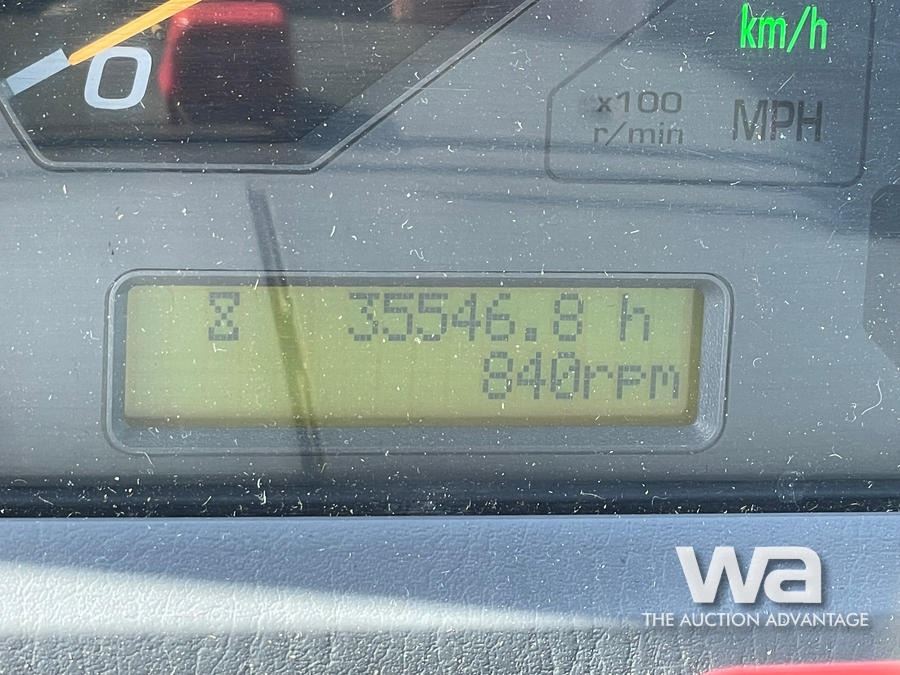 0
km/h
x100
r/min
MPH
35546.8 h
840rpm
wa
THE AUCTION ADVANTAGE